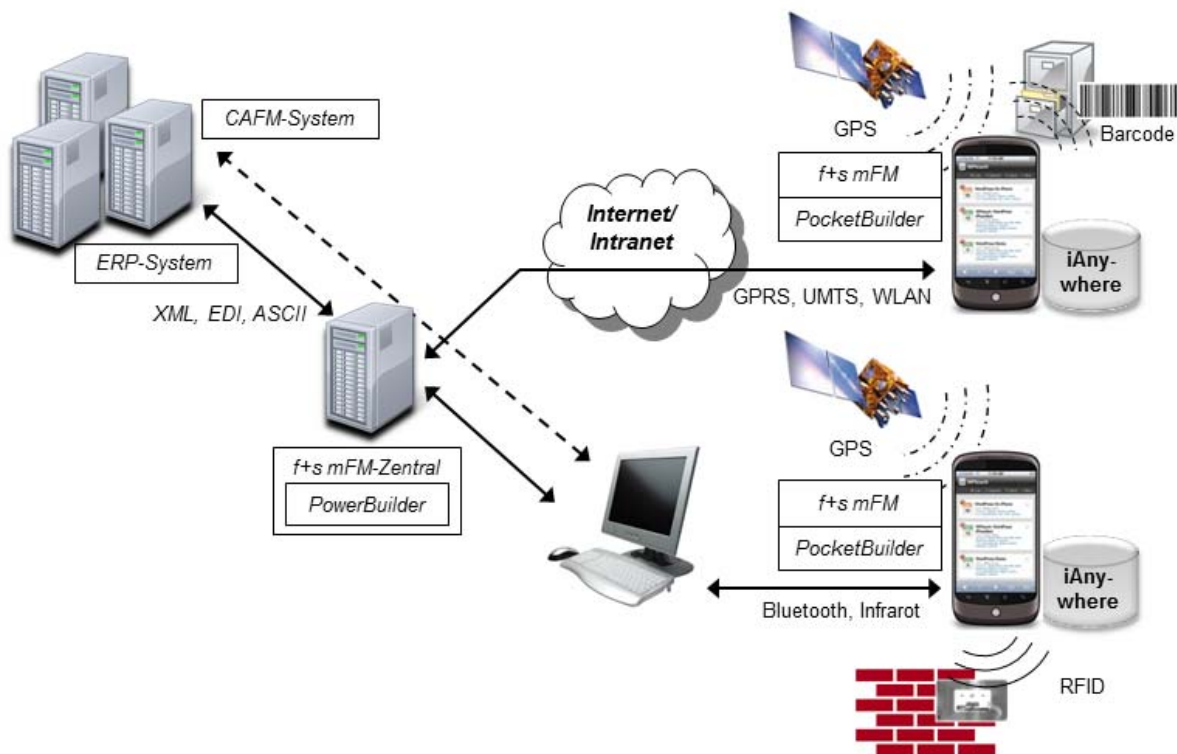 CAFM-System
ERP-System
XML, EDI, ASCII
f+s mFM-Zentral
PowerBuilder
Internet/
Intranet
GPRS, UMTS, WLAN
GPS
Barcode
f+s mFM
PocketBuilder
iAny-
where
GPS
f+s mFM
PocketBuilder
iAny-
where
Bluetooth, Infrarot
RFID